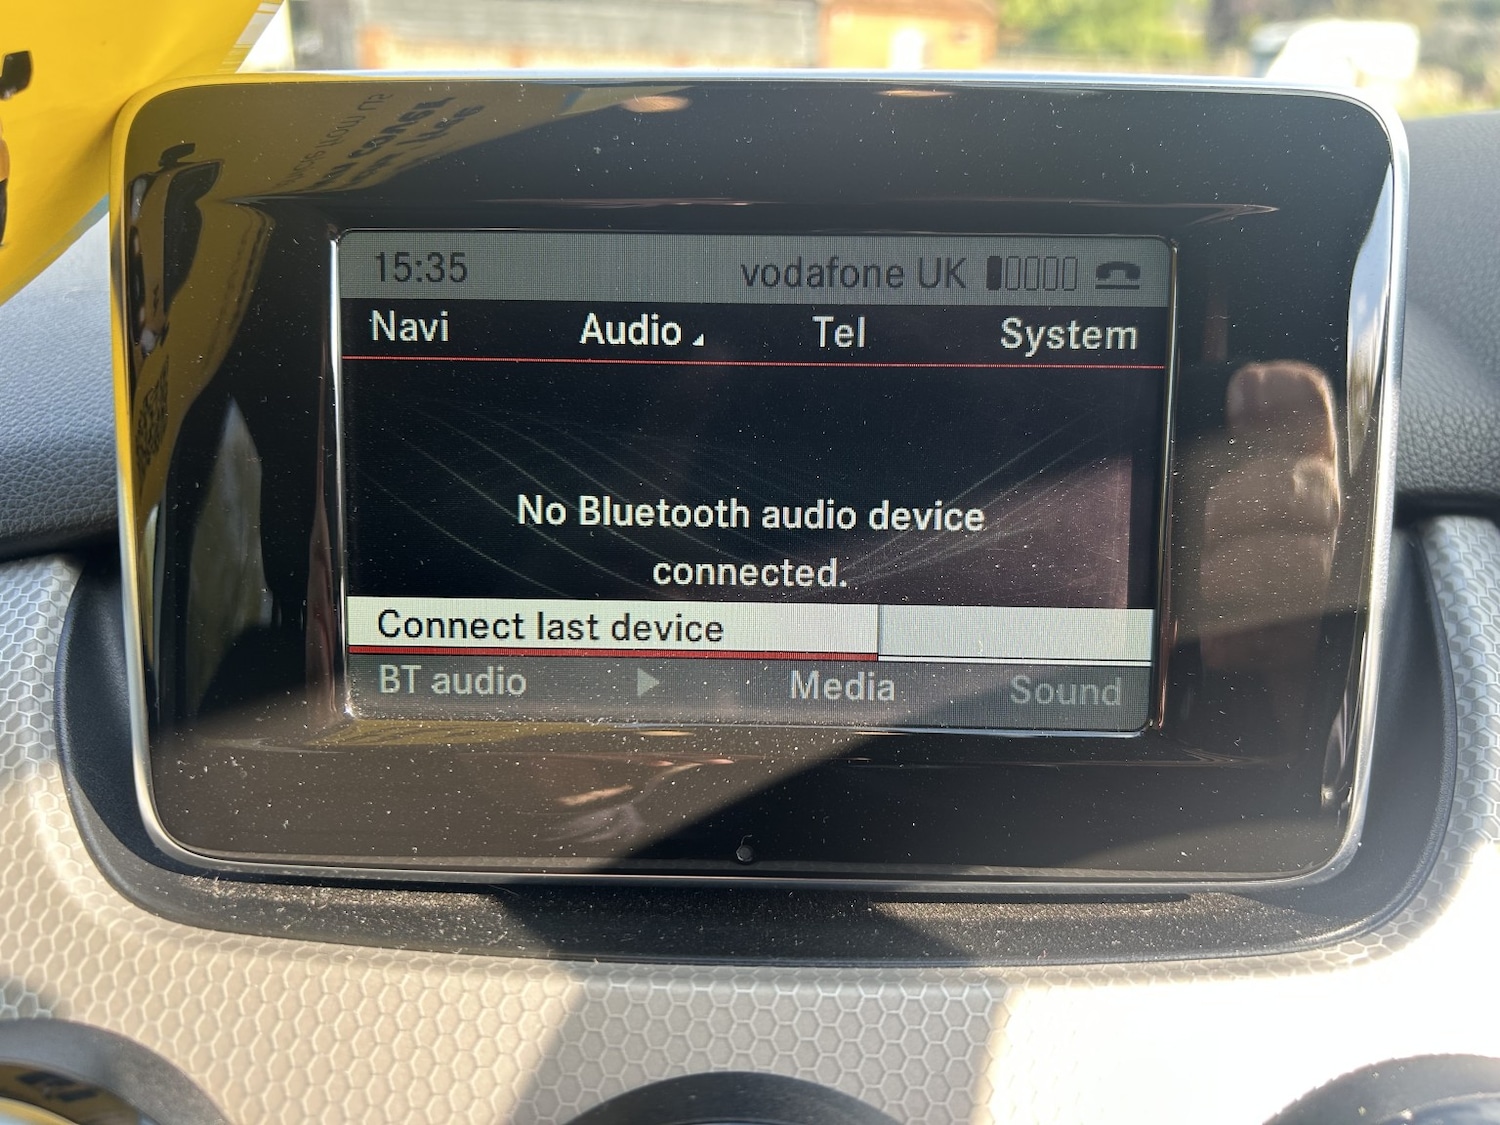 15:35 vodafone UK
Navi Audio Tel System
No Bluetooth audio device
connected.
Connect last device
BT audio Media Sound